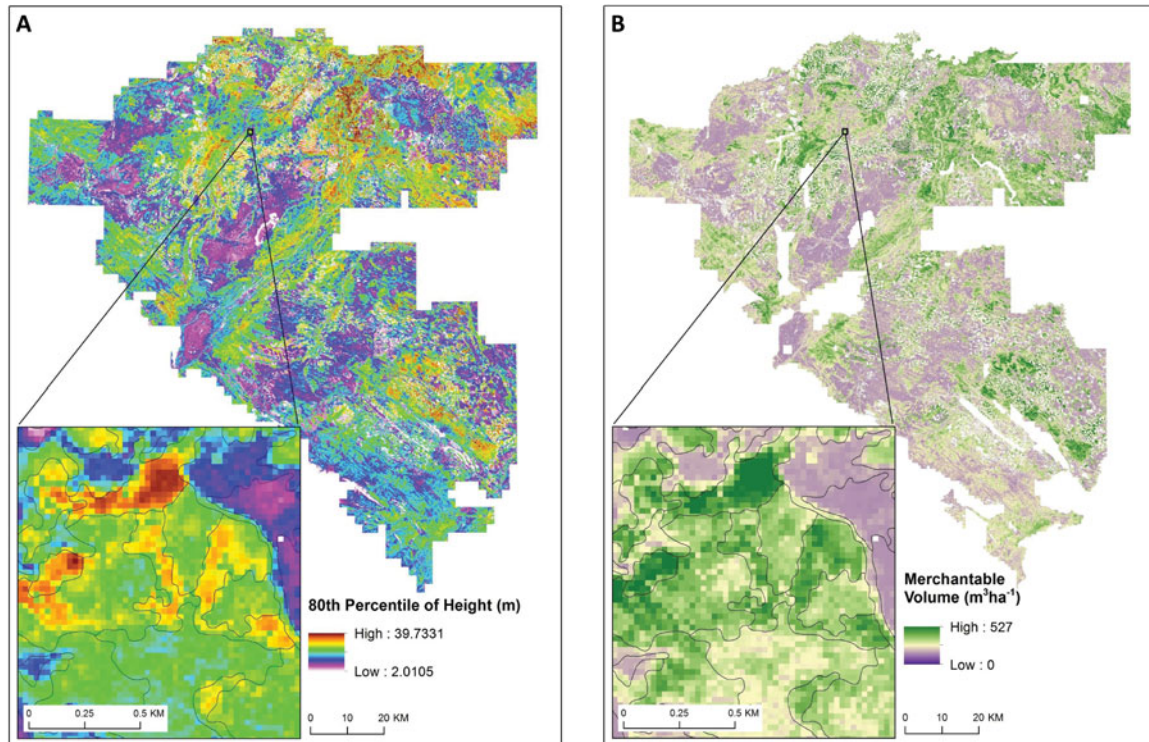 A
80th Percentile of Height (m)
High : 39.7331
Low : 2.0105
0 0.25 0.5 KM
0 10 20 KM
B
Merchantable
Volume (m³ha⁻¹)
High : 527
Low : 0
0 0.25 0.5 KM
0 10 20 KM